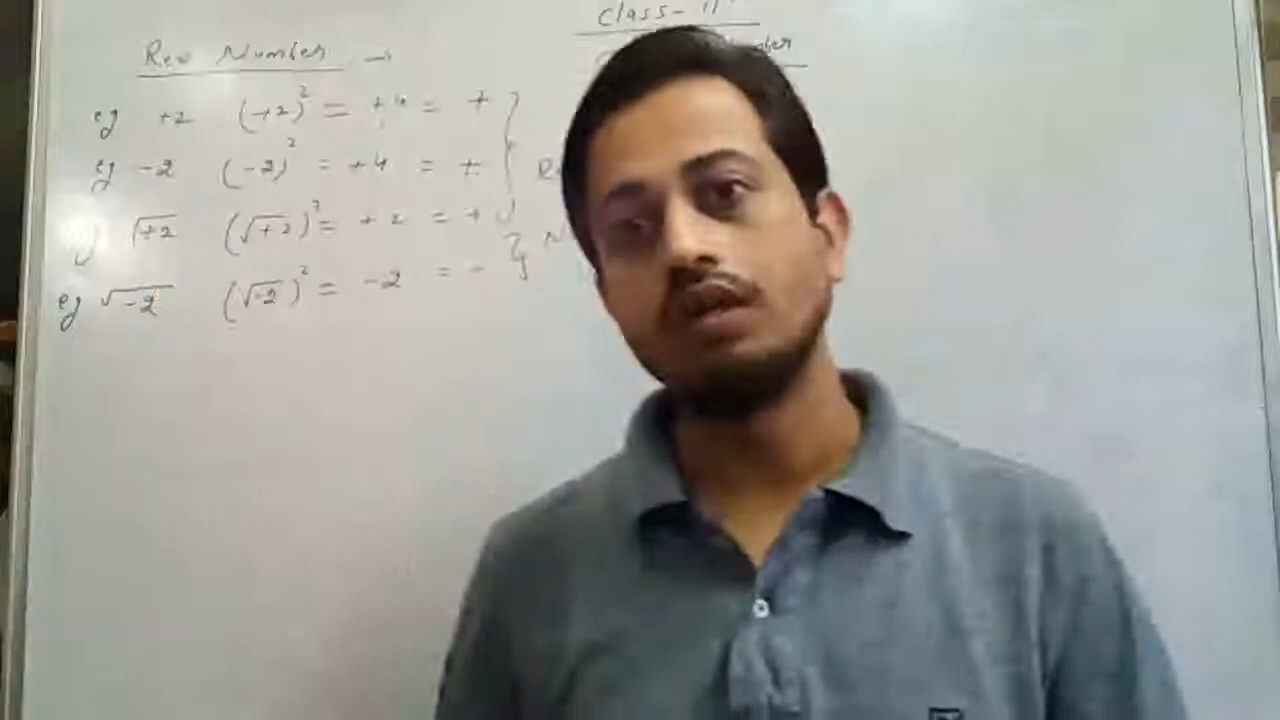 Class- 11
Real Number →
eg +2 (+2)² = +4 = +
eg -2 (-2)² = +4 = +
√+2 (√+2)² = +2 = +
eg √-2 (√-2)² = -2 = -